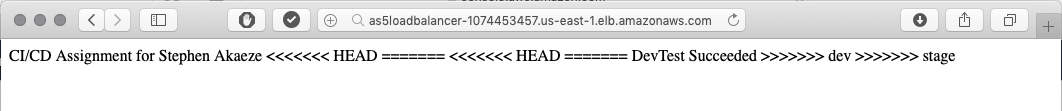 as5loadbalancer-1074453457.us-east-1.elb.amazonaws.com
CI/CD Assignment for Stephen Akaeze <<<<<<< HEAD ======= <<<<<<< HEAD ======= DevTest Succeeded >>>>>>> dev >>>>>>> stage